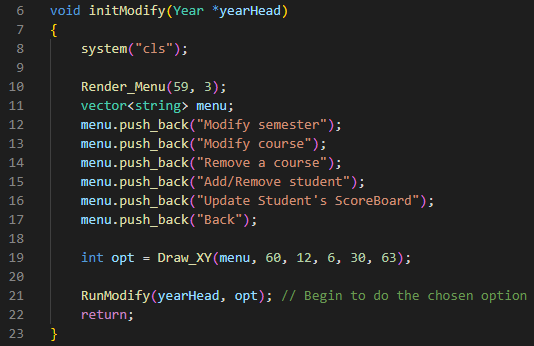 6 void initModify(Year *yearHead)
7 {
8 system("cls");
9
10 Render_Menu(59, 3);
11 vector<string> menu;
12 menu.push_back("Modify semester");
13 menu.push_back("Modify course");
14 menu.push_back("Remove a course");
15 menu.push_back("Add/Remove student");
16 menu.push_back("Update Student's ScoreBoard");
17 menu.push_back("Back");
18
19 int opt = Draw_XY(menu, 60, 12, 6, 30, 63);
20
21 RunModify(yearHead, opt); // Begin to do the chosen option
22 return;
23 }